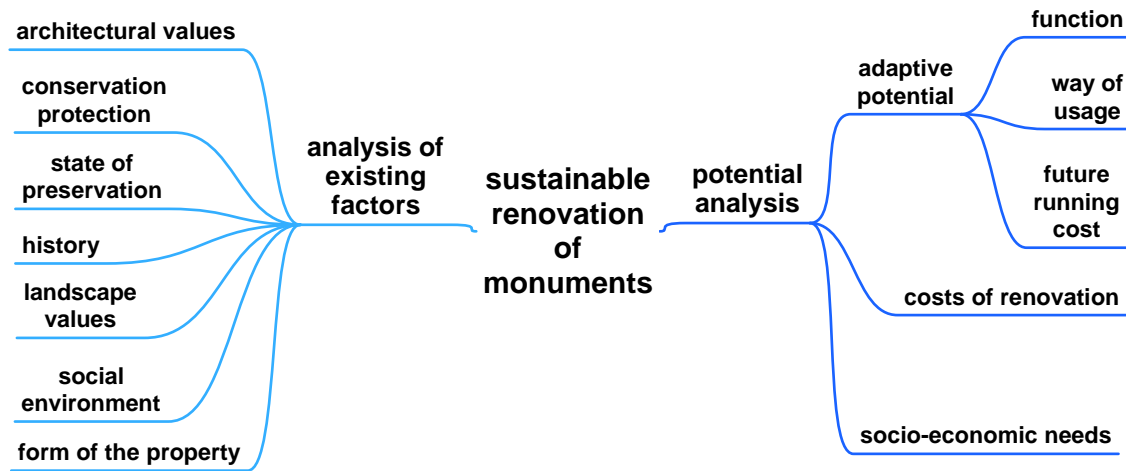 architectural values
conservation
protection
state of
preservation
history
landscape
values
social
environment
form of the property
analysis of
existing
factors
sustainable
renovation
of
monuments
potential
analysis
adaptive
potential
function
way of
usage
future
running
cost
costs of renovation
socio-economic needs